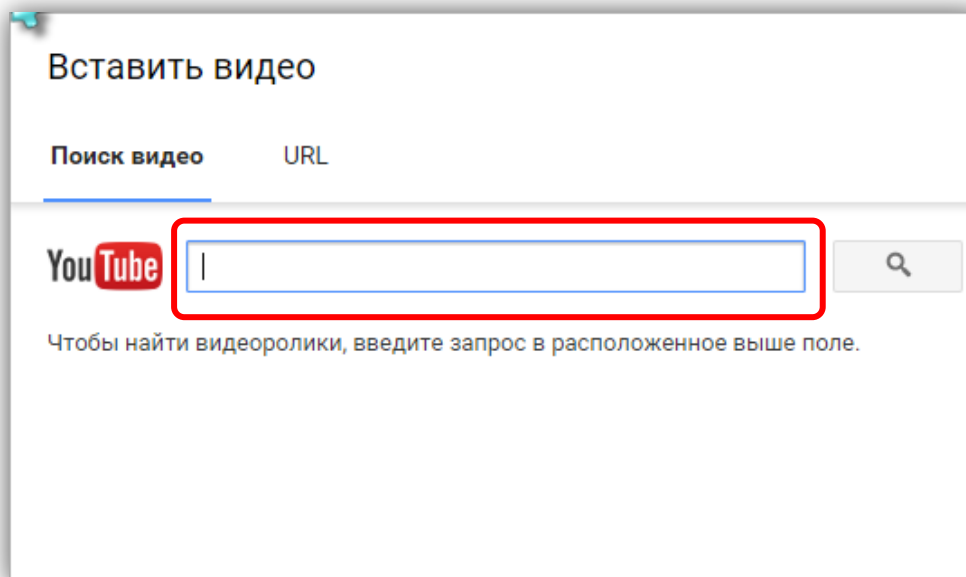 Вставить видео
Поиск видео URL
YouTube
Чтобы найти видеоролики, введите запрос в расположенное выше поле.